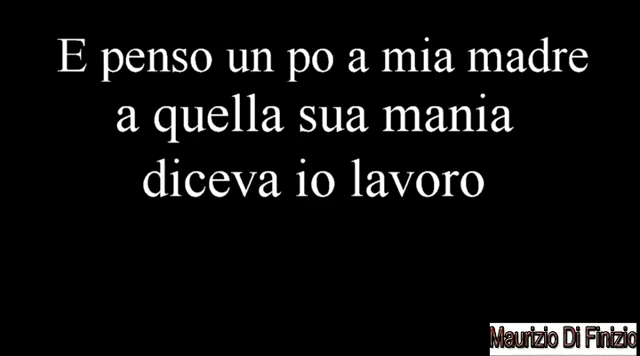 E penso un po a mia madre
a quella sua mania
diceva io lavoro
Maurizio Di Finizio